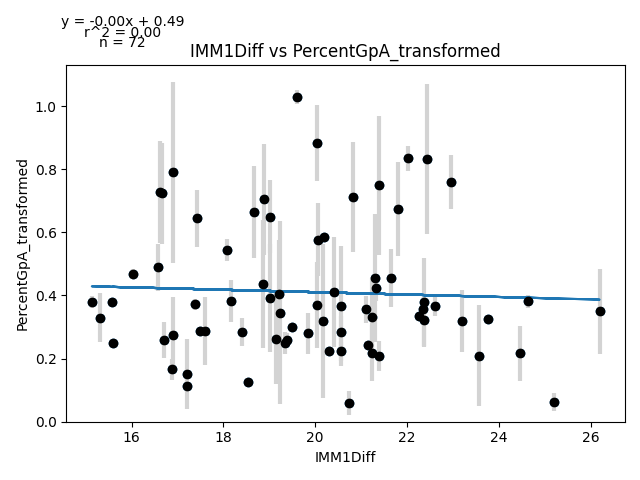 y = -0.00x + 0.49
r^2 = 0.00
n = 72
IMM1Diff vs PercentGpA_transformed
PercentGpA_transformed
1.0
0.8
0.6
0.4
0.2
0.0
16 18 20 22 24 26
IMM1Diff